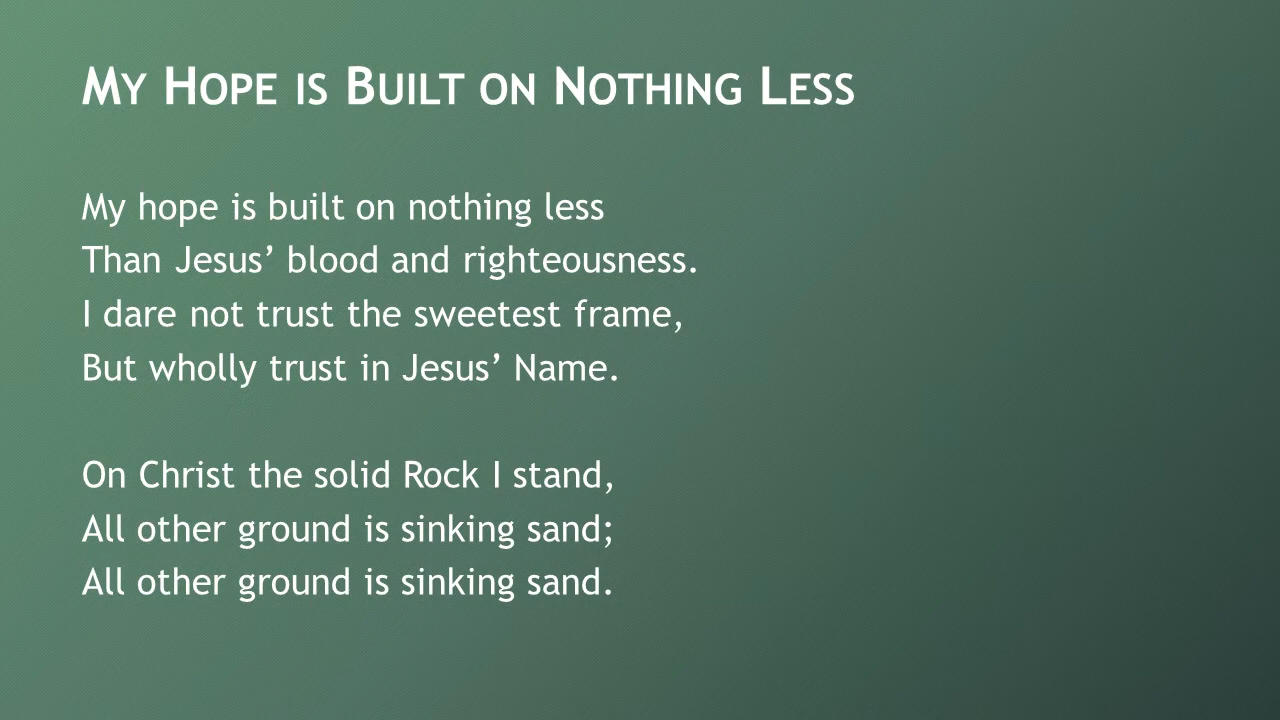 My Hope is Built on Nothing Less
My hope is built on nothing less
Than Jesus’ blood and righteousness.
I dare not trust the sweetest frame,
But wholly trust in Jesus’ Name.
On Christ the solid Rock I stand,
All other ground is sinking sand;
All other ground is sinking sand.